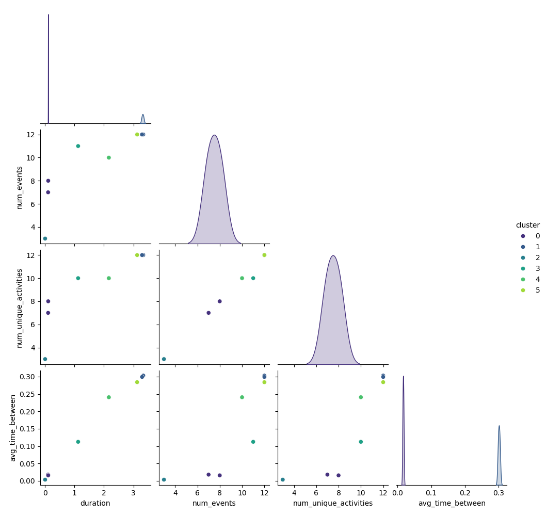 12
10
8
6
4
num_events
12
10
8
6
4
num_unique_activities
0.30
0.25
0.20
0.15
0.10
0.05
0.00
avg_time_between
0 1 2 3
duration
4 6 8 10 12
num_events
4 6 8 10 12
num_unique_activities
0.0 0.1 0.2 0.3
avg_time_between
cluster
0
1
2
3
4
5